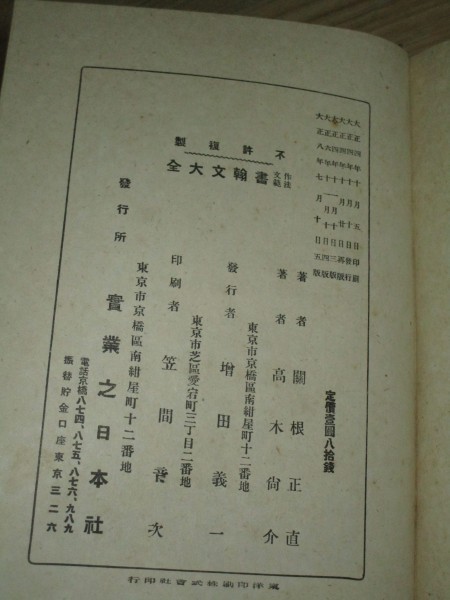 大正四年十月五日印刷
大正四年十月十日發行
大正四年十月廿日再版
大正四年十一月十日三版
大正八年七月十日五版
定價壹圓八拾錢
著者 關根正直
著者 高木尙介
東京市京橋區南紺屋町十二番地
發行者 增田義一
東京市芝區愛宕町三丁目二番地
印刷者 笠間 次
作法文範 書翰文大全
不許複製
東京市京橋區南紺屋町十二番地
發行所 實業之日本社
電話京橋八七四、八七五、八七六、九八九
振替貯金口座東京三二六
東洋印刷株式會社印行